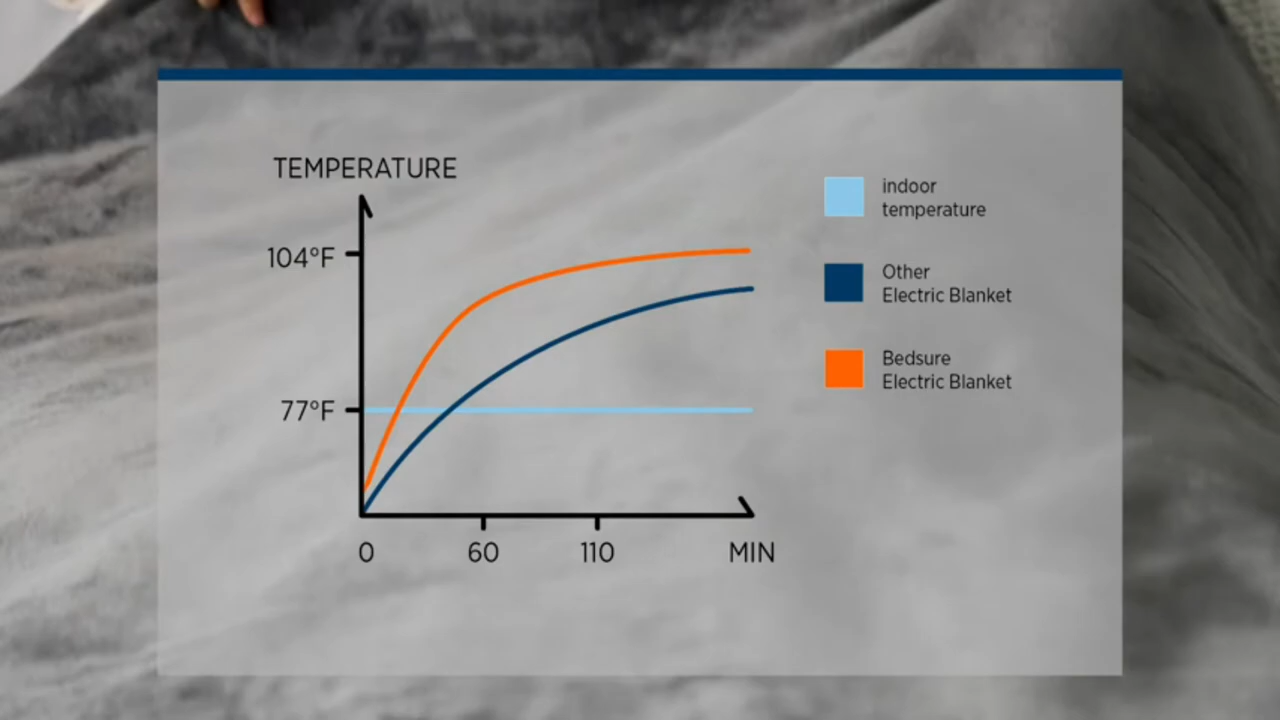 TEMPERATURE
104°F
77°F
0
60
110
MIN
indoor
temperature
Other
Electric Blanket
Bedsure
Electric Blanket